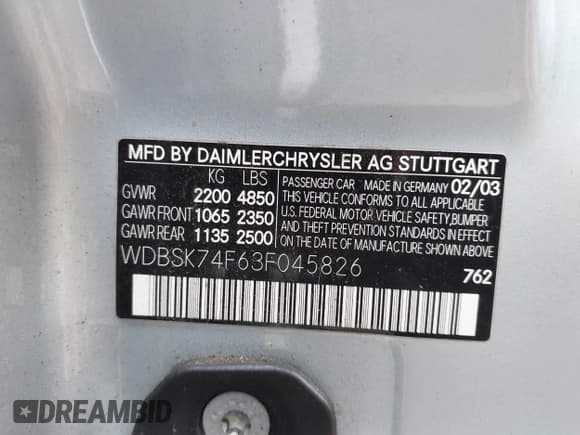 MFD BY DAIMLERCHRYSLER AG STUTTGART
KG LBS
GVWR 2200 4850
GAWR FRONT 1065 2350
GAWR REAR 1135 2500
PASSENGER CAR MADE IN GERMANY 02/03
THIS VEHICLE CONFORMS TO ALL APPLICABLE
U.S. FEDERAL MOTOR VEHICLE SAFETY,BUMPER
AND THEFT PREVENTION STANDARDS IN EFFECT
ON THE DATE OF MANUFACTURE SHOWN ABOVE.
WDBSK74F63F045826
762
DREAMBID